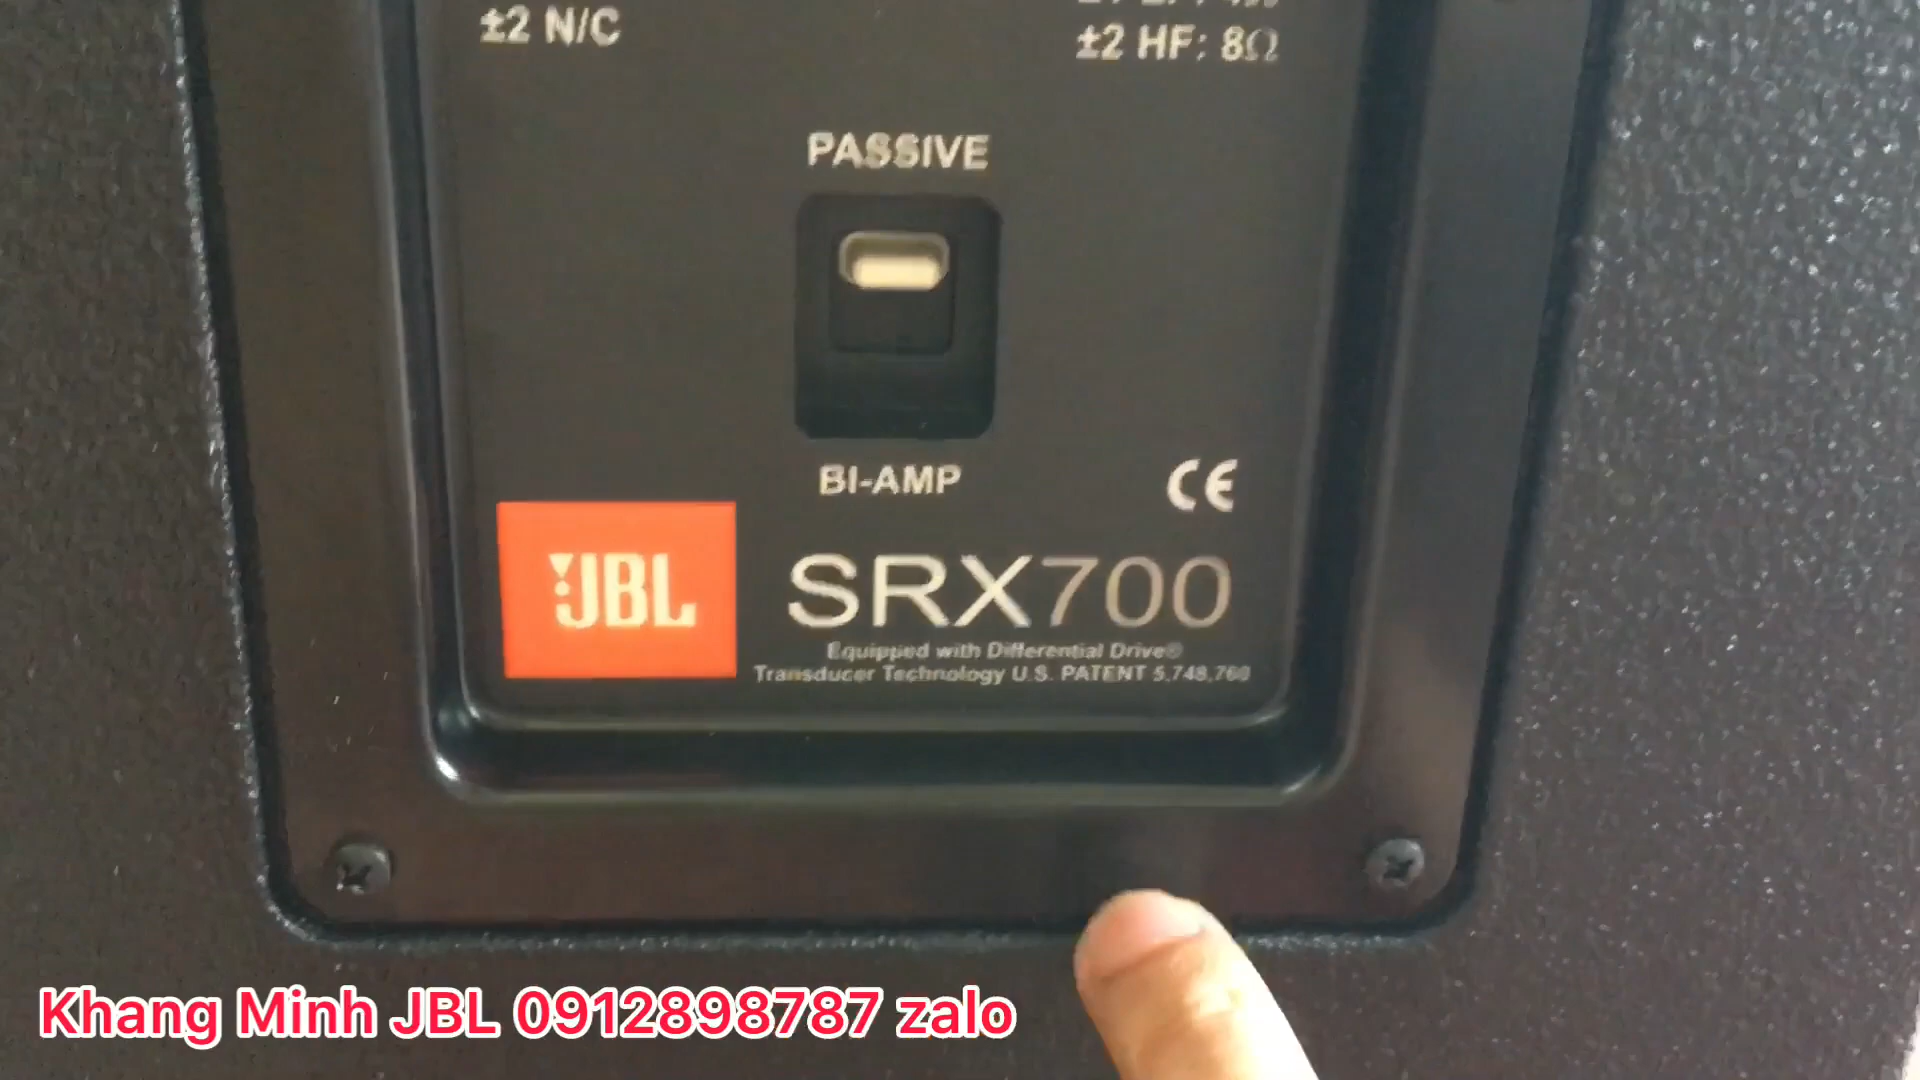 ±2 N/C
±2 HF: 8Ω
PASSIVE
BI-AMP
CE
JBL
SRX700
Equipped with Differential Drive®
Transducer Technology U.S. PATENT 5,748,760
Khang Minh JBL 0912898787 zalo